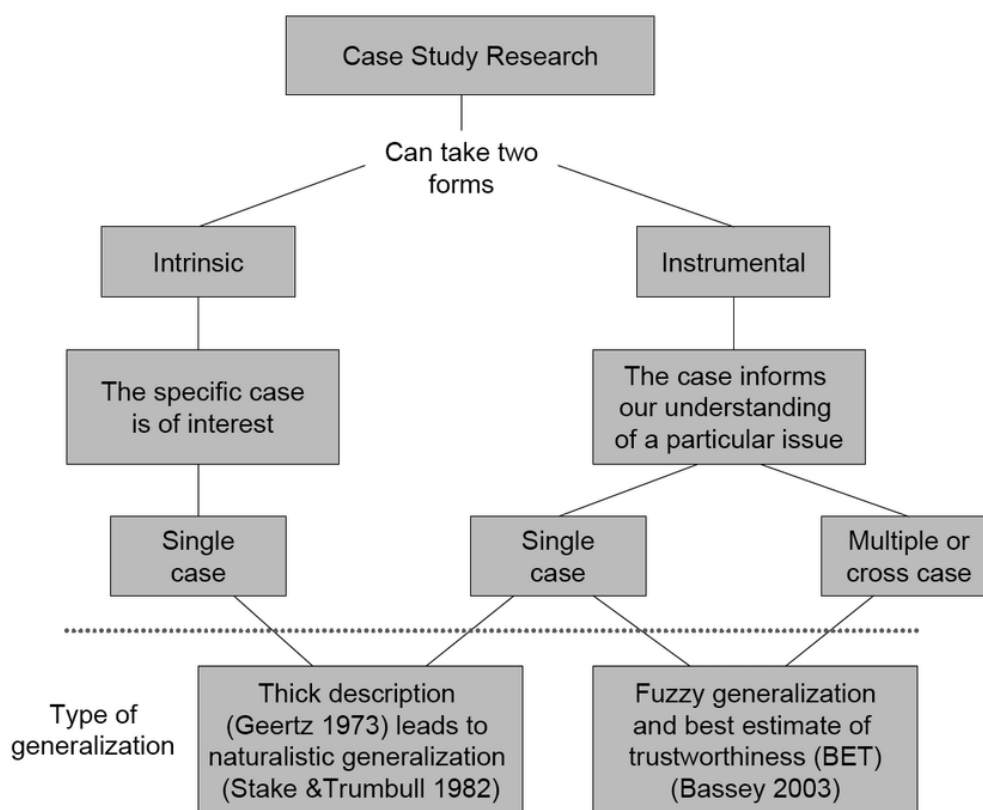 Case Study Research
Can take two
forms
Intrinsic
Instrumental
The specific case
is of interest
The case informs
our understanding
of a particular issue
Single
case
Single
case
Multiple or
cross case
Type of
generalization
Thick description
(Geertz 1973) leads to
naturalistic generalization
(Stake &Trumbull 1982)
Fuzzy generalization
and best estimate of
trustworthiness (BET)
(Bassey 2003)